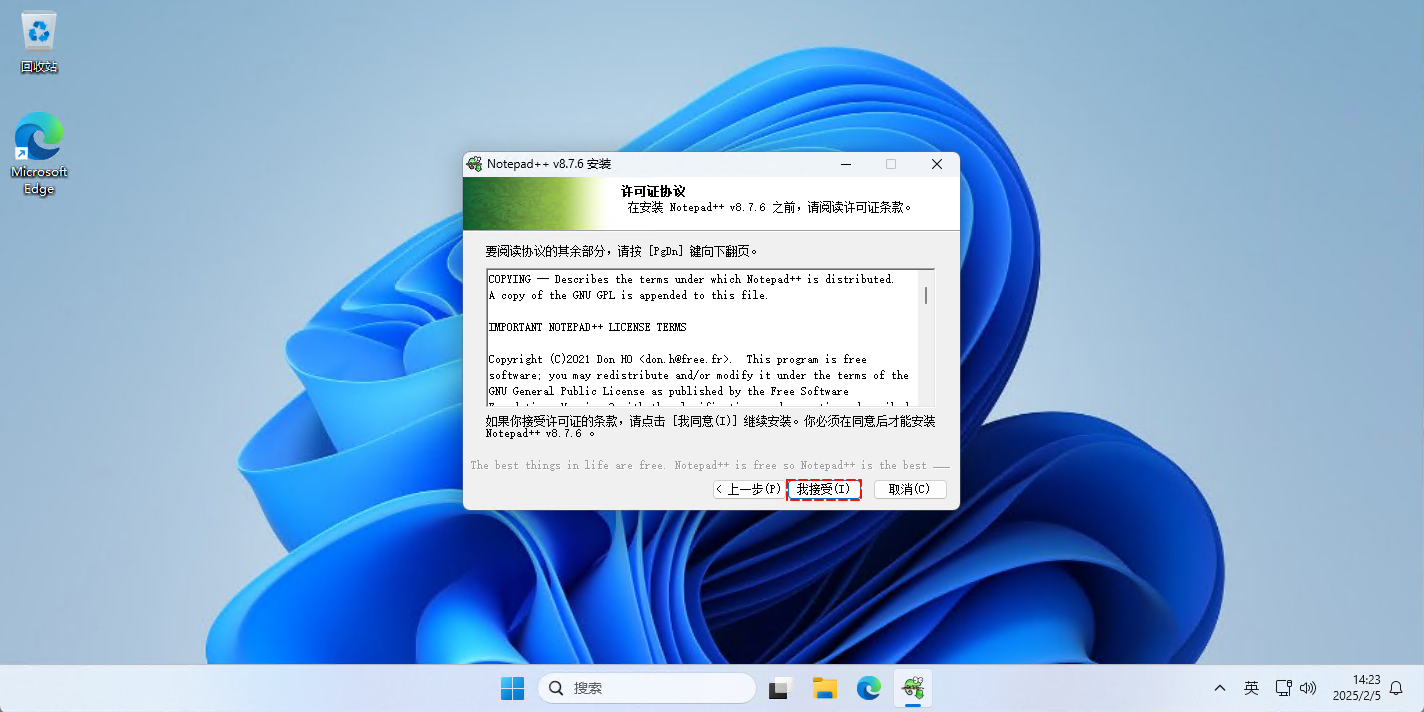 回收站
Microsoft
Edge
Notepad++ v8.7.6 安装
许可证协议
在安装 Notepad++ v8.7.6 之前，请阅读许可证条款。
要阅读协议的其余部分，请按 [PgDn] 键向下翻页。
COPYING —— Describes the terms under which Notepad++ is distributed.
A copy of the GNU GPL is appended to this file.
IMPORTANT NOTEPAD++ LICENSE TERMS
Copyright (C)2021 Don HO <don.h@free.fr>.  This program is free
software; you may redistribute and/or modify it under the terms of the
GNU General Public License as published by the Free Software
如果你接受许可证的条款，请点击 [我同意(I)] 继续安装。你必须在同意后才能安装
Notepad++ v8.7.6 。
The best things in life are free. Notepad++ is free so Notepad++ is the best
< 上一步(P)
我接受(I)
取消(C)
搜索
英
14:23
2025/2/5